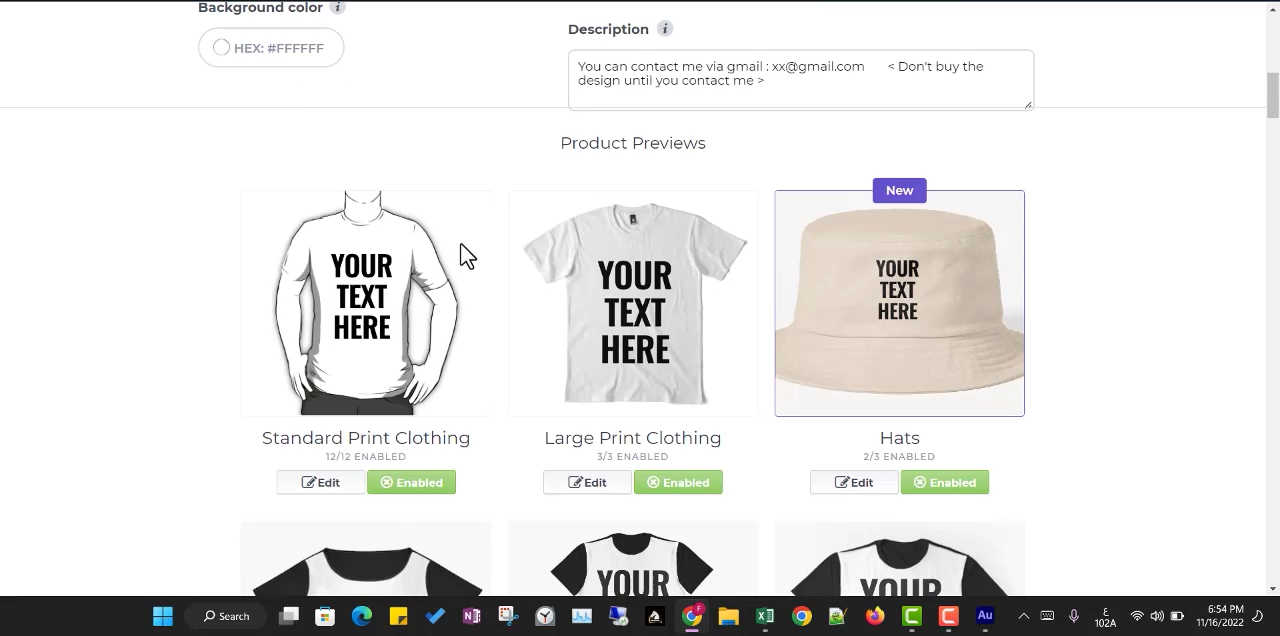 Background color i
HEX: #FFFFFF
Description i
You can contact me via gmail : xx@gmail.com < Don't buy the
design until you contact me >
Product Previews
New
YOUR
TEXT
HERE
YOUR
TEXT
HERE
YOUR
TEXT
HERE
Standard Print Clothing
12/12 ENABLED
Edit
Enabled
Large Print Clothing
3/3 ENABLED
Edit
Enabled
Hats
2/3 ENABLED
Edit
Enabled
YOUR
YOUR
Search
ع
102A
6:54 PM
11/16/2022